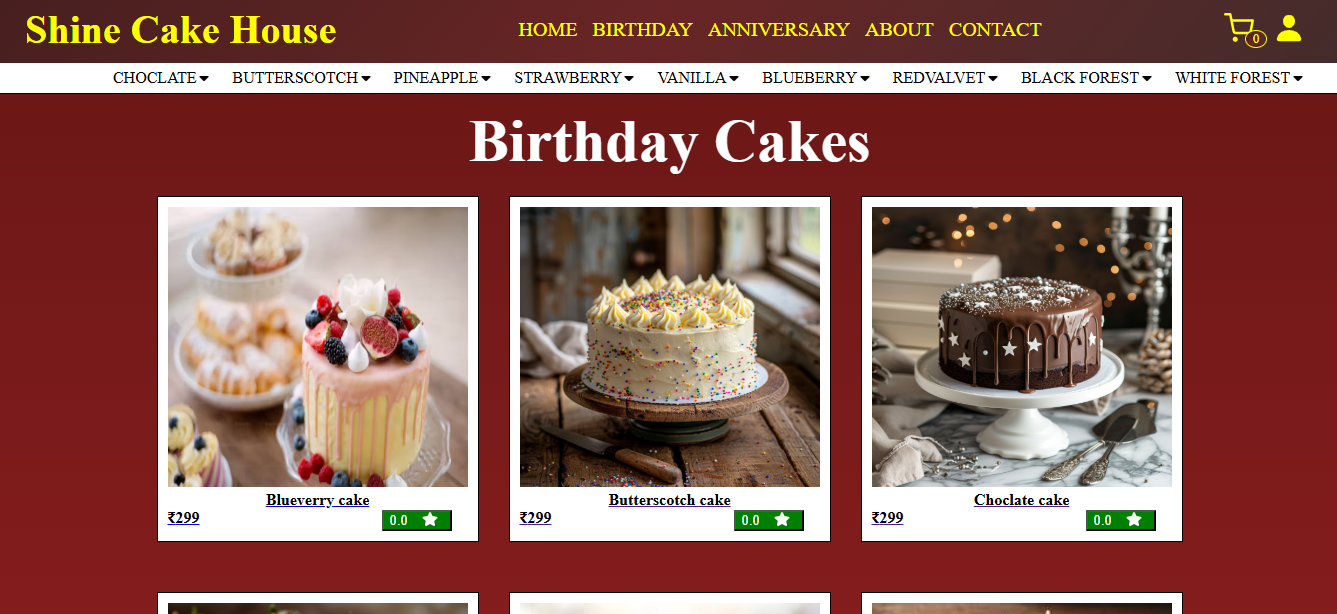 Shine Cake House
HOME BIRTHDAY ANNIVERSARY ABOUT CONTACT
0
CHOCLATE BUTTERSCOTCH PINEAPPLE STRAWBERRY VANILLA BLUEBERRY REDVALVET BLACK FOREST WHITE FOREST
Birthday Cakes
Blueverry cake
₹299
0.0
Butterscotch cake
₹299
0.0
Choclate cake
₹299
0.0